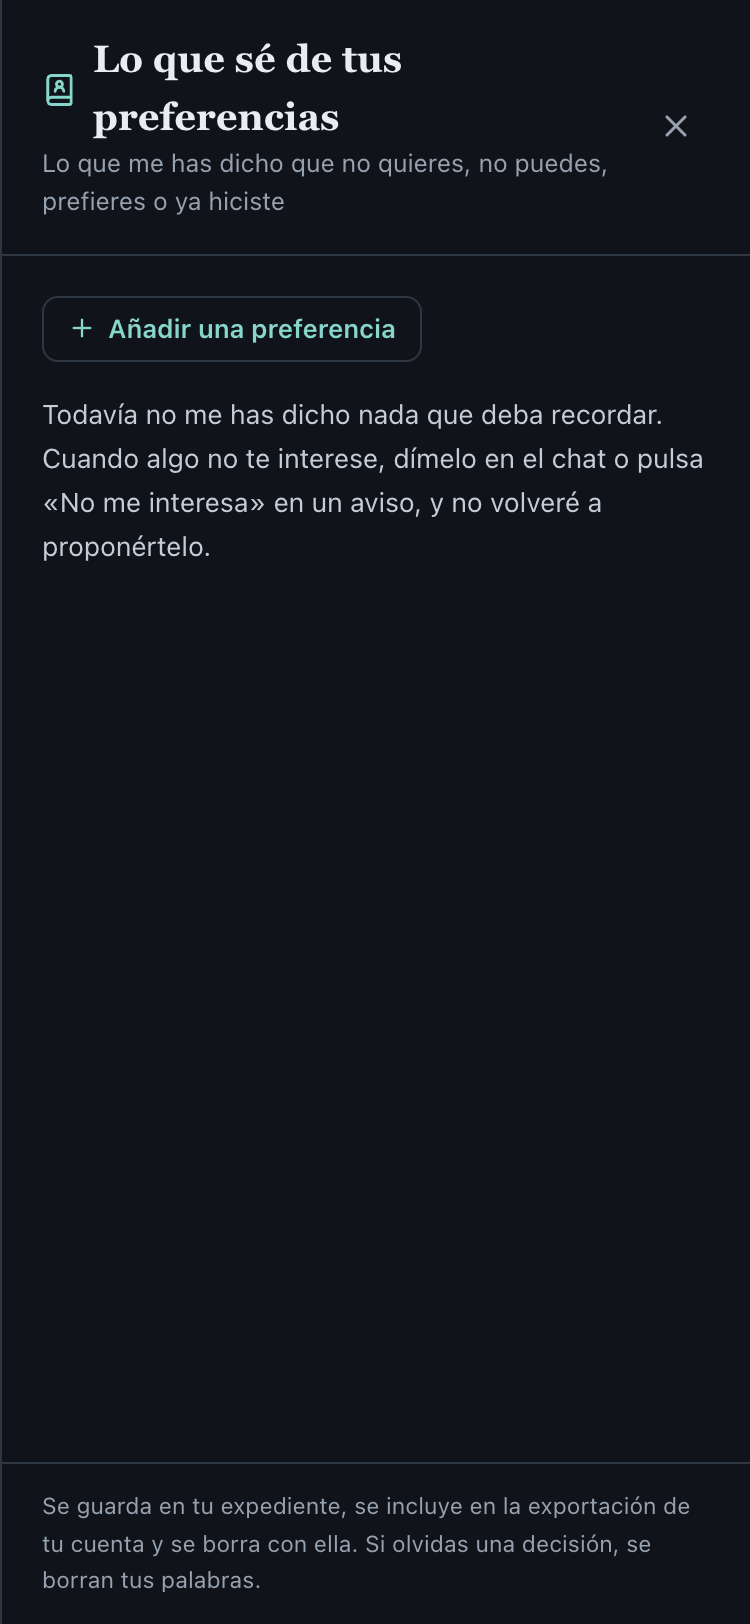 Lo que sé de tus
preferencias
Lo que me has dicho que no quieres, no puedes,
prefieres o ya hiciste
+ Añadir una preferencia
Todavía no me has dicho nada que deba recordar.
Cuando algo no te interese, dímelo en el chat o pulsa
«No me interesa» en un aviso, y no volveré a
proponértelo.
Se guarda en tu expediente, se incluye en la exportación de
tu cuenta y se borra con ella. Si olvidas una decisión, se
borran tus palabras.